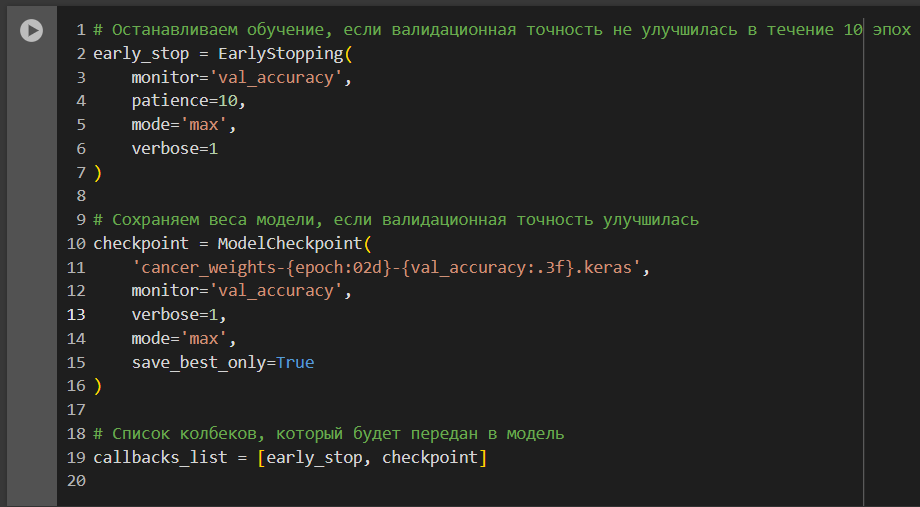 1 # Останавливаем обучение, если валидационная точность не улучшилась в течение 10 эпох
2 early_stop = EarlyStopping(
3     monitor='val_accuracy',
4     patience=10,
5     mode='max',
6     verbose=1
7 )
8
9 # Сохраняем веса модели, если валидационная точность улучшилась
10 checkpoint = ModelCheckpoint(
11     'cancer_weights-{epoch:02d}-{val_accuracy:.3f}.keras',
12     monitor='val_accuracy',
13     verbose=1,
14     mode='max',
15     save_best_only=True
16 )
17
18 # Список колбеков, который будет передан в модель
19 callbacks_list = [early_stop, checkpoint]
20